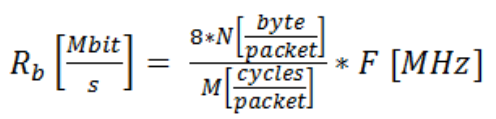 R_b [Mbit/s] = 8*N[byte/packet] / M[cycles/packet] * F [MHz]